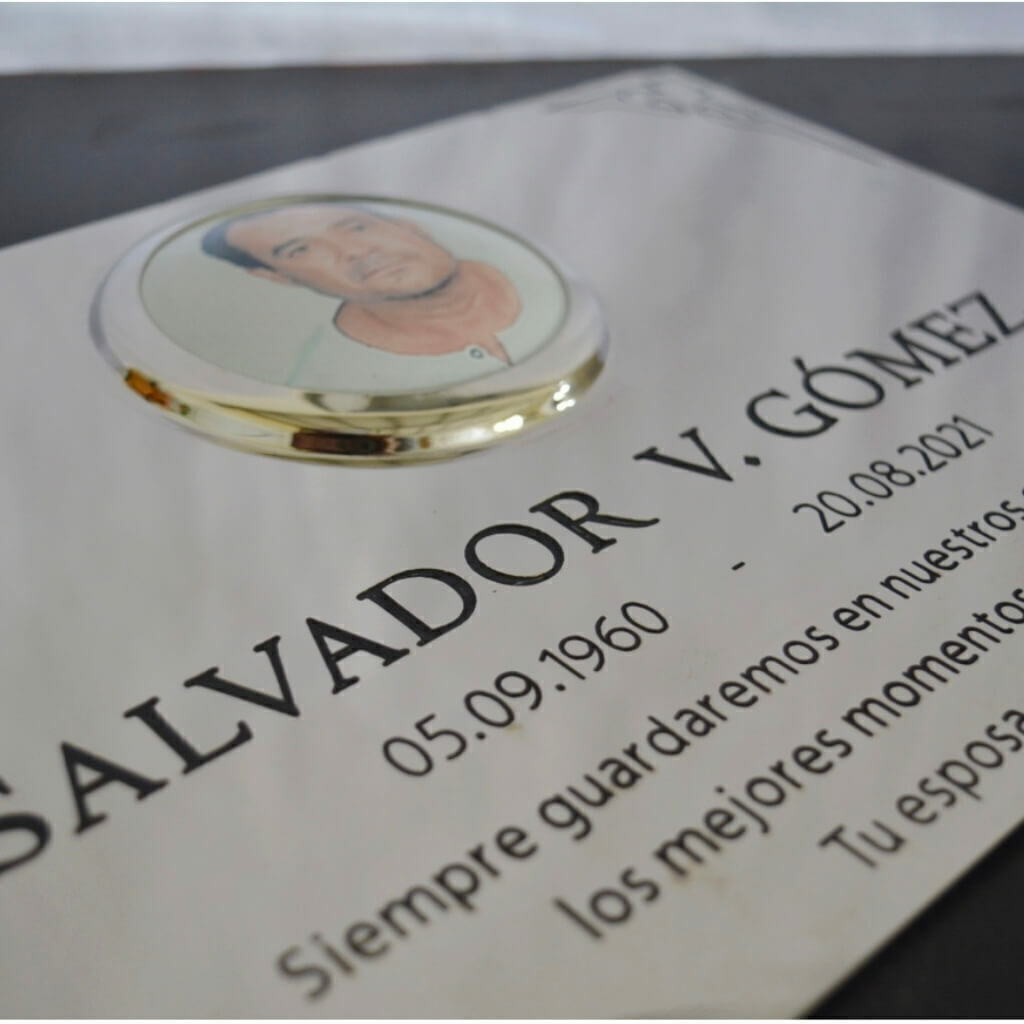 SALVADOR V. GÓMEZ
05.09.1960 - 20.08.2021
Siempre guardaremos en nuestros
los mejores momentos
Tu esposa